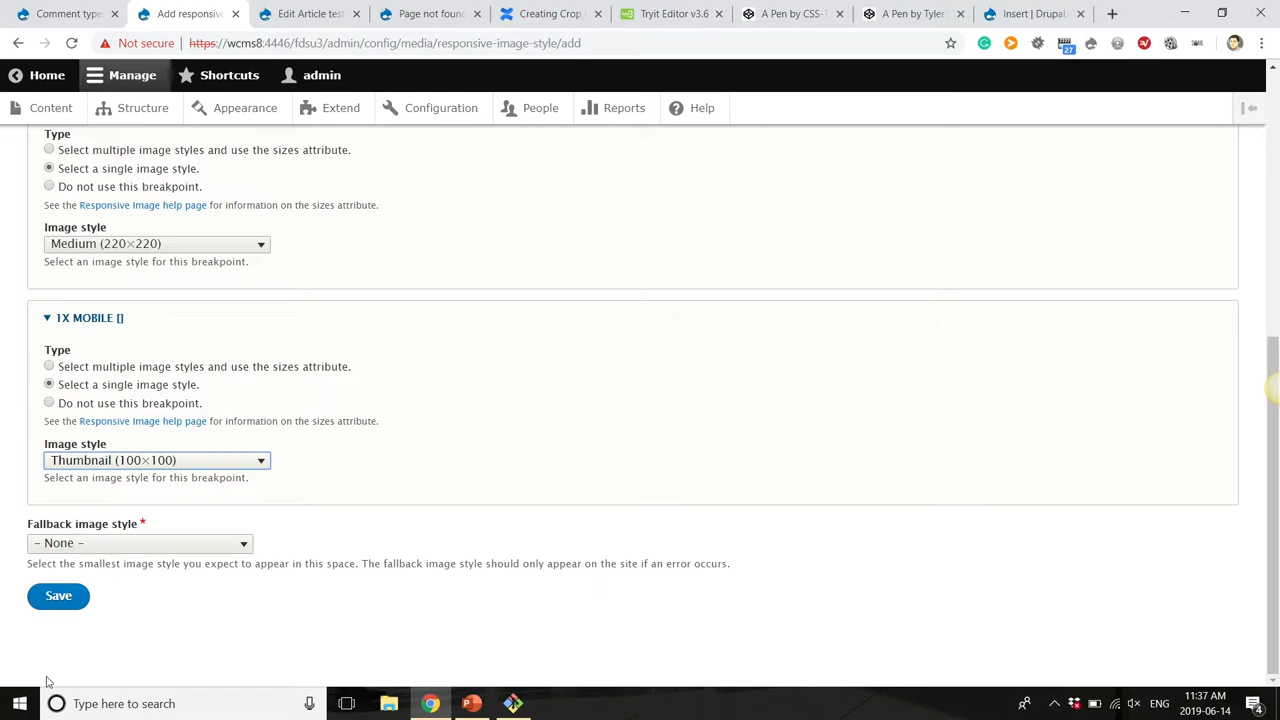 Comment types
Add responsive
Edit Article test
Page not foun
Creating Crop
Tryit Editor v3.6
A Pen by CSS-T
A Pen by Tyler
Insert | Drupal
Not secure
https://wcms8:4446/fdsu3/admin/config/media/responsive-image-style/add
27
Home
Manage
Shortcuts
admin
Content
Structure
Appearance
Extend
Configuration
People
Reports
Help
Type
Select multiple image styles and use the sizes attribute.
Select a single image style.
Do not use this breakpoint.
See the Responsive Image help page for information on the sizes attribute.
Image style
Medium (220×220)
Select an image style for this breakpoint.
1X MOBILE []
Type
Select multiple image styles and use the sizes attribute.
Select a single image style.
Do not use this breakpoint.
See the Responsive Image help page for information on the sizes attribute.
Image style
Thumbnail (100×100)
Select an image style for this breakpoint.
Fallback image style*
- None -
Select the smallest image style you expect to appear in this space. The fallback image style should only appear on the site if an error occurs.
Save
Type here to search
ENG
11:37 AM
2019-06-14
4